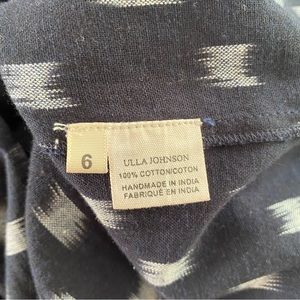 6
ULLA JOHNSON
100% COTTON/COTON
HANDMADE IN INDIA
FABRIQUÉ EN INDIA